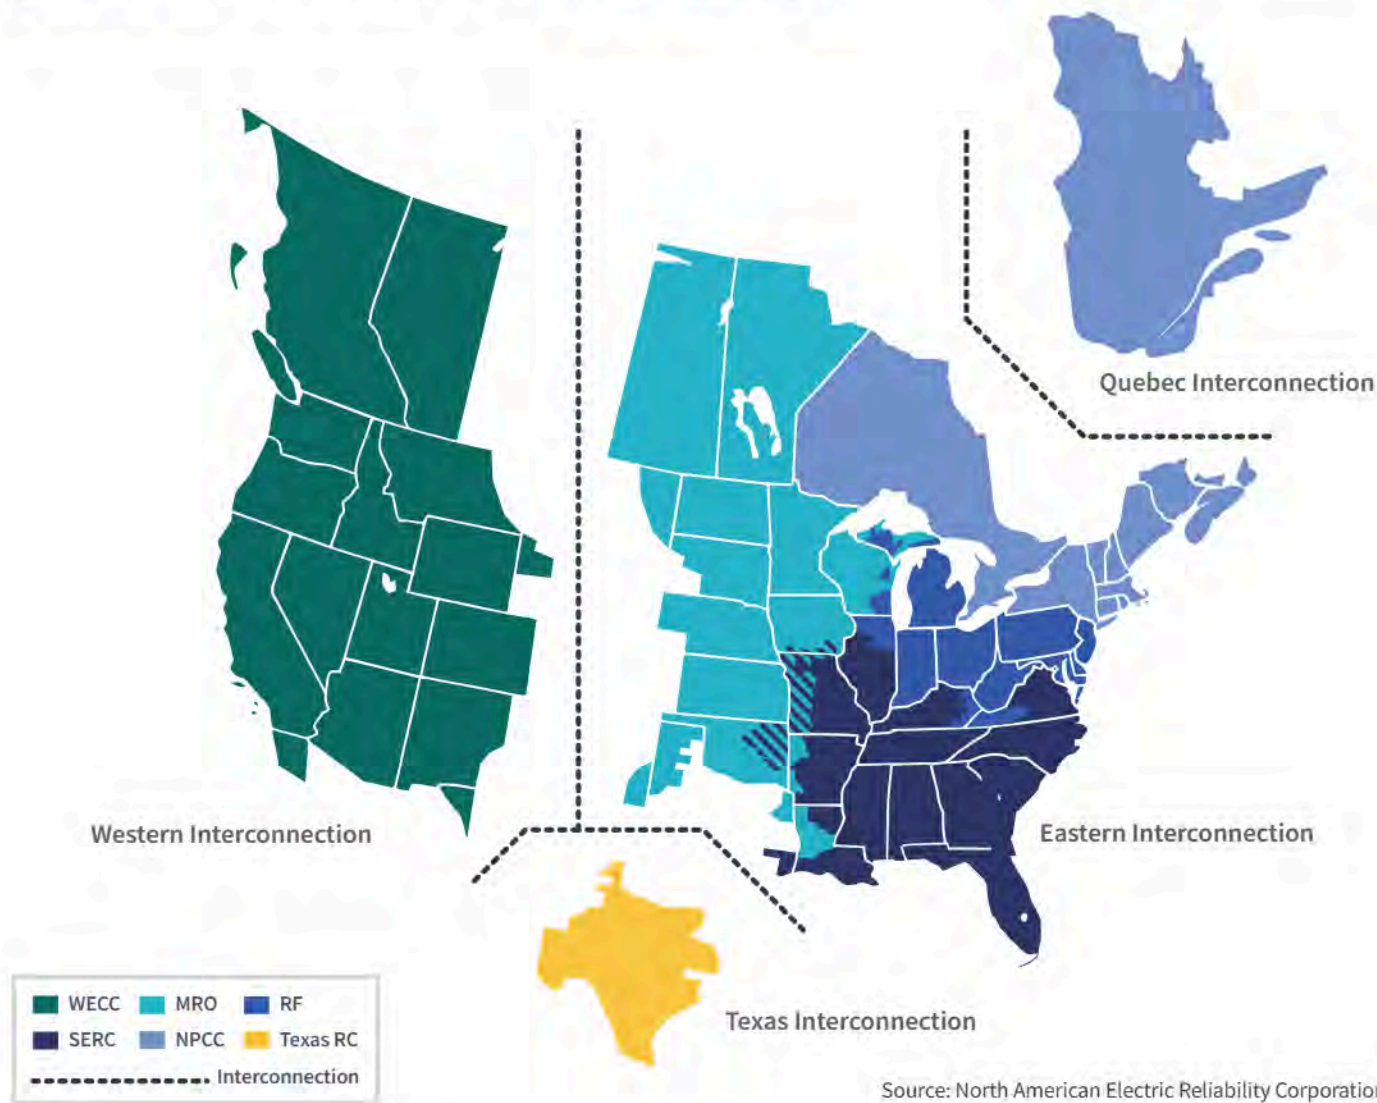 Quebec Interconnection
Western Interconnection
Eastern Interconnection
Texas Interconnection
WECC MRO RF
SERC NPCC Texas RC
Interconnection
Source: North American Electric Reliability Corporation